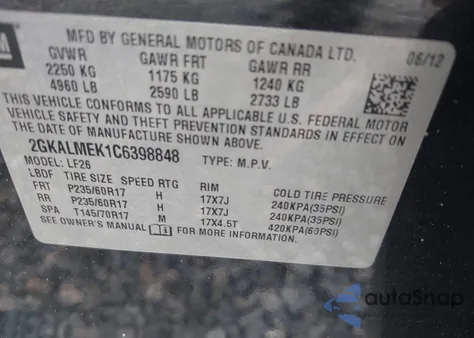 GM
MFD BY GENERAL MOTORS OF CANADA LTD. 06/12
GVWR GAWR FRT GAWR RR
2250 KG 1175 KG 1240 KG
4960 LB 2590 LB 2733 LB
THIS VEHICLE CONFORMS TO ALL APPLICABLE U.S. FEDERAL MOTOR
VEHICLE SAFETY AND THEFT PREVENTION STANDARDS IN EFFECT
ON THE DATE OF MANUFACTURE SHOWN ABOVE.
2GKALMEK1C6398848 TYPE: M.P.V.
MODEL: LF26
LBDF TIRE SIZE SPEED RTG RIM COLD TIRE PRESSURE
FRT P235/60R17 H 17X7J 240KPA(35PSI)
RR P235/60R17 H 17X7J 240KPA(35PSI)
SPA T145/70R17 M 17X4.5T 420KPA(60PSI)
SEE OWNER'S MANUAL FOR MORE INFORMATION.
autoSnap